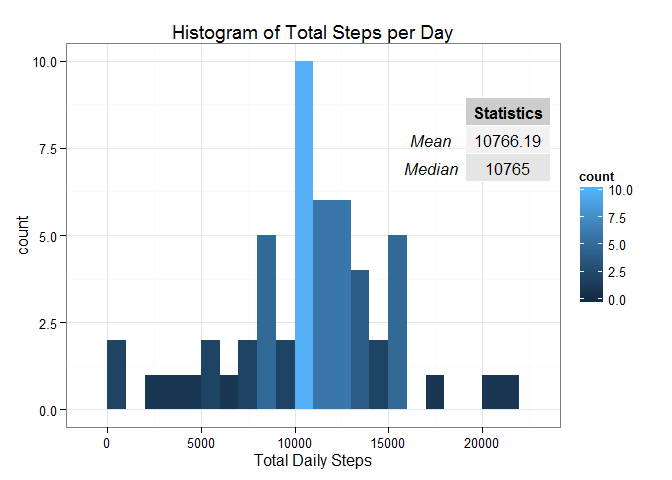 Histogram of Total Steps per Day
10.0
7.5
5.0
2.5
0.0
count
Statistics
Mean 10766.19
Median 10765
count
10.0
7.5
5.0
2.5
0.0
0 5000 10000 15000 20000
Total Daily Steps